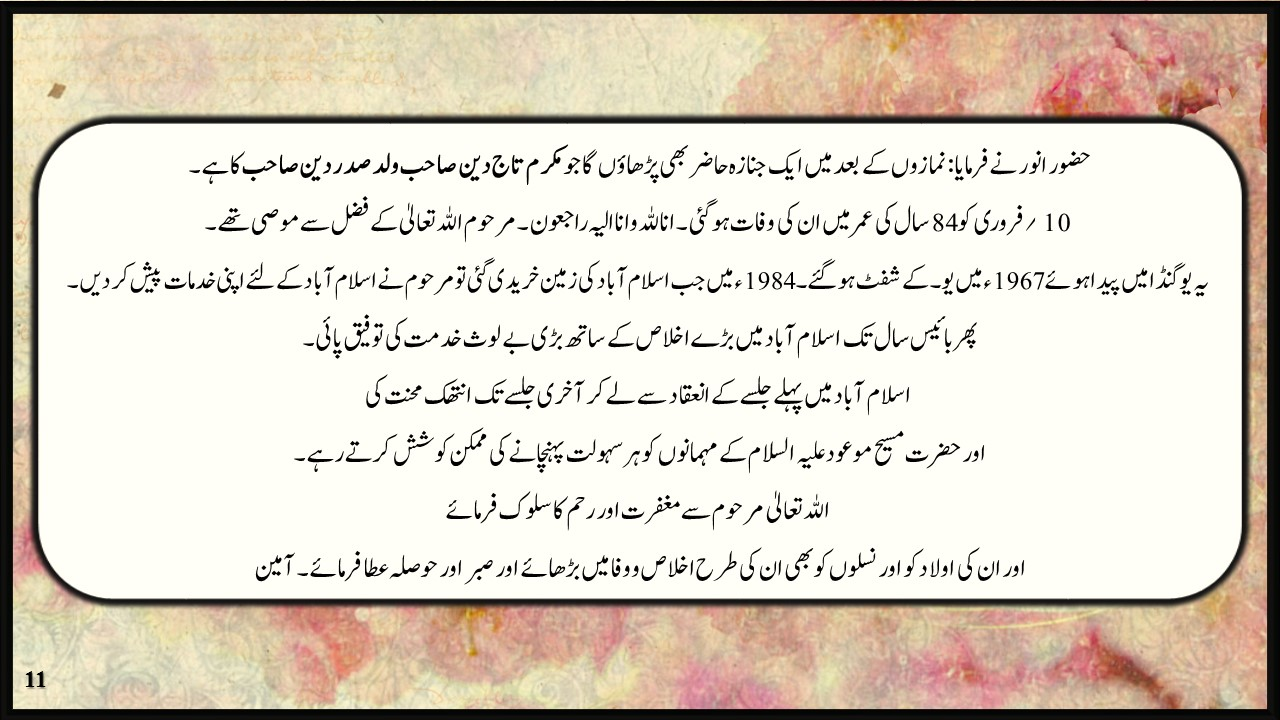 حضور انور نے فرمایا: نمازوں کے بعد میں ایک جنازہ حاضر بھی پڑھاؤں گا جو مکرم تاج دین صاحب ولد صدر دین صاحب کا ہے۔
10 ؍ فروری کو 84 سال کی عمر میں ان کی وفات ہو گئی۔ انا للہ وانا الیہ راجعون۔ مرحوم اللہ تعالیٰ کے فضل سے موصی تھے۔
یہ یوگنڈا میں پیدا ہوئے 1967ء میں یو۔کے شفٹ ہو گئے۔ 1984ء میں جب اسلام آباد کی زمین خریدی گئی تو مرحوم نے اسلام آباد کے لئے اپنی خدمات پیش کر دیں۔
پھر بائیس سال تک اسلام آباد میں بڑے اخلاص کے ساتھ بڑی بے لوث خدمت کی توفیق پائی۔
اسلام آباد میں پہلے جلسے کے انعقاد سے لے کر آخری جلسے تک انتھک محنت کی
اور حضرت مسیح موعود علیہ السلام کے مہمانوں کو ہر سہولت پہنچانے کی ممکن کوشش کرتے رہے۔
اللہ تعالیٰ مرحوم سے مغفرت اور رحم کا سلوک فرمائے
اور ان کی اولاد کو اور نسلوں کو بھی ان کی طرح اخلاص و وفا میں بڑھائے اور صبر اور حوصلہ عطا فرمائے۔ آمین
11